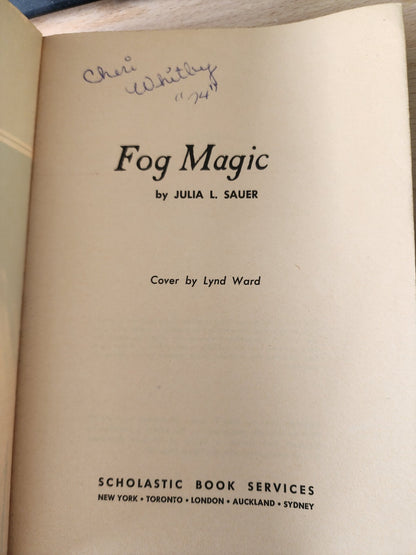 Cheri
Whitby
"74"
Fog Magic
by JULIA L. SAUER
Cover by Lynd Ward
SCHOLASTIC BOOK SERVICES
NEW YORK • TORONTO • LONDON • AUCKLAND • SYDNEY